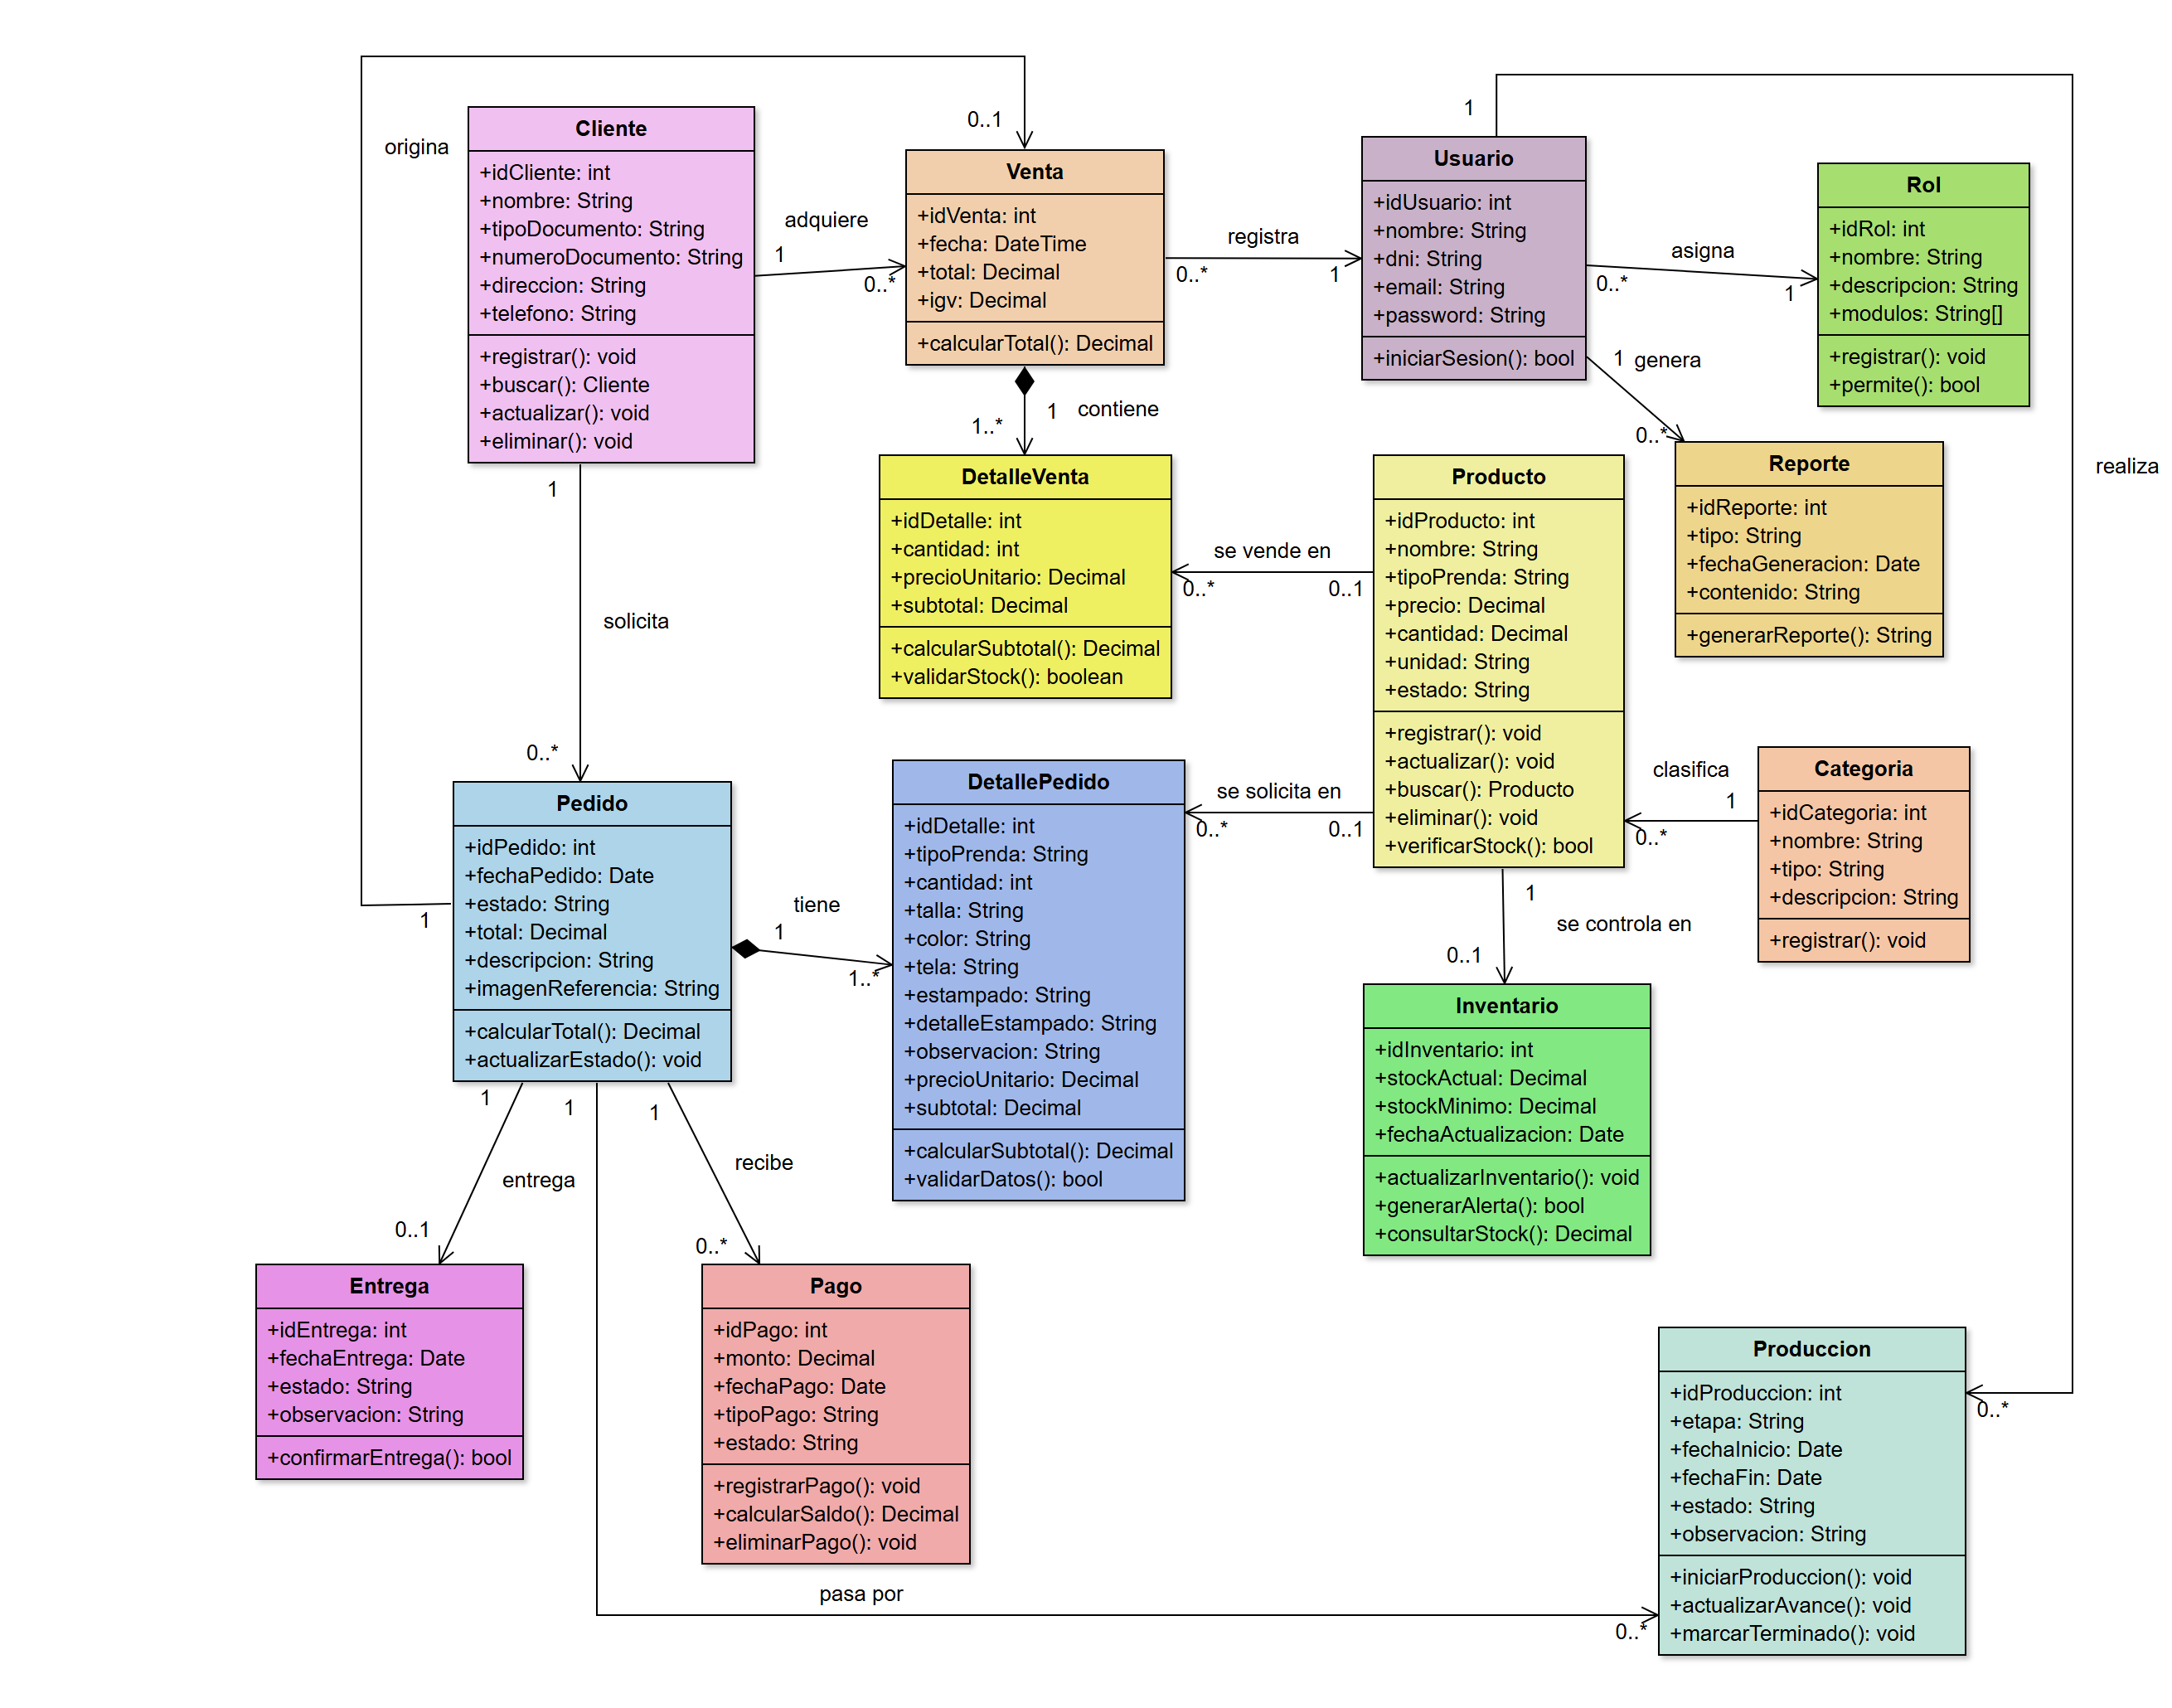 origina
Cliente
+idCliente: int
+nombre: String
+tipoDocumento: String
+numeroDocumento: String
+direccion: String
+telefono: String
+registrar(): void
+buscar(): Cliente
+actualizar(): void
+eliminar(): void
adquiere
1
0..*
0..1
Venta
+idVenta: int
+fecha: DateTime
+total: Decimal
+igv: Decimal
+calcularTotal(): Decimal
registra
0..*
1
1
Usuario
+idUsuario: int
+nombre: String
+dni: String
+email: String
+password: String
+iniciarSesion(): bool
asigna
0..*
1
Rol
+idRol: int
+nombre: String
+descripcion: String
+modulos: String[]
+registrar(): void
+permite(): bool
1 genera
0..*
realiza
1 contiene
1..*
DetalleVenta
+idDetalle: int
+cantidad: int
+precioUnitario: Decimal
+subtotal: Decimal
+calcularSubtotal(): Decimal
+validarStock(): boolean
se vende en
0..*
0..1
Producto
+idProducto: int
+nombre: String
+tipoPrenda: String
+precio: Decimal
+cantidad: Decimal
+unidad: String
+estado: String
+registrar(): void
+actualizar(): void
+buscar(): Producto
+eliminar(): void
+verificarStock(): bool
Reporte
+idReporte: int
+tipo: String
+fechaGeneracion: Date
+contenido: String
+generarReporte(): String
1
solicita
0..*
Pedido
+idPedido: int
+fechaPedido: Date
+estado: String
+total: Decimal
+descripcion: String
+imagenReferencia: String
+calcularTotal(): Decimal
+actualizarEstado(): void
1
tiene
1
1..*
DetallePedido
+idDetalle: int
+tipoPrenda: String
+cantidad: int
+talla: String
+color: String
+tela: String
+estampado: String
+detalleEstampado: String
+observacion: String
+precioUnitario: Decimal
+subtotal: Decimal
+calcularSubtotal(): Decimal
+validarDatos(): bool
se solicita en
0..*
0..1
clasifica
1
0..*
Categoria
+idCategoria: int
+nombre: String
+tipo: String
+descripcion: String
+registrar(): void
1
se controla en
0..1
Inventario
+idInventario: int
+stockActual: Decimal
+stockMinimo: Decimal
+fechaActualizacion: Date
+actualizarInventario(): void
+generarAlerta(): bool
+consultarStock(): Decimal
1
1
1
entrega
recibe
0..1
0..*
Entrega
+idEntrega: int
+fechaEntrega: Date
+estado: String
+observacion: String
+confirmarEntrega(): bool
Pago
+idPago: int
+monto: Decimal
+fechaPago: Date
+tipoPago: String
+estado: String
+registrarPago(): void
+calcularSaldo(): Decimal
+eliminarPago(): void
pasa por
0..*
Produccion
+idProduccion: int
+etapa: String
+fechaInicio: Date
+fechaFin: Date
+estado: String
+observacion: String
+iniciarProduccion(): void
+actualizarAvance(): void
+marcarTerminado(): void
0..*